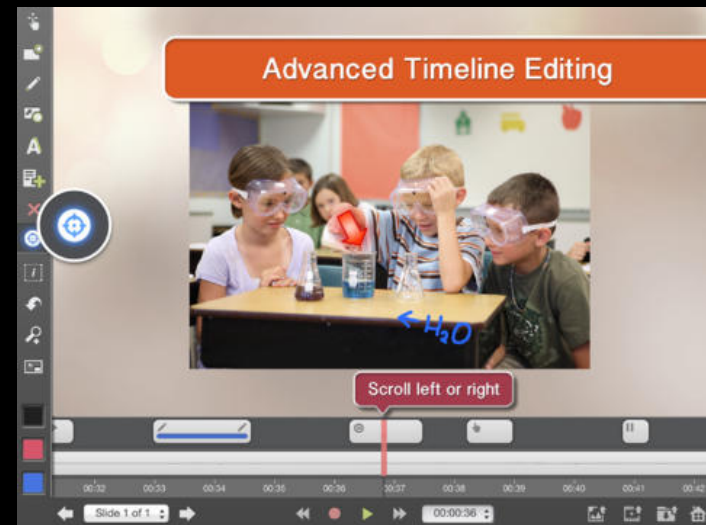 Advanced Timeline Editing
A
← H₂O
Scroll left or right
00:32 00:33 00:34 00:35 00:36 00:37 00:38 00:39 00:40 00:41 00:42
Slide 1 of 1
00:00:36